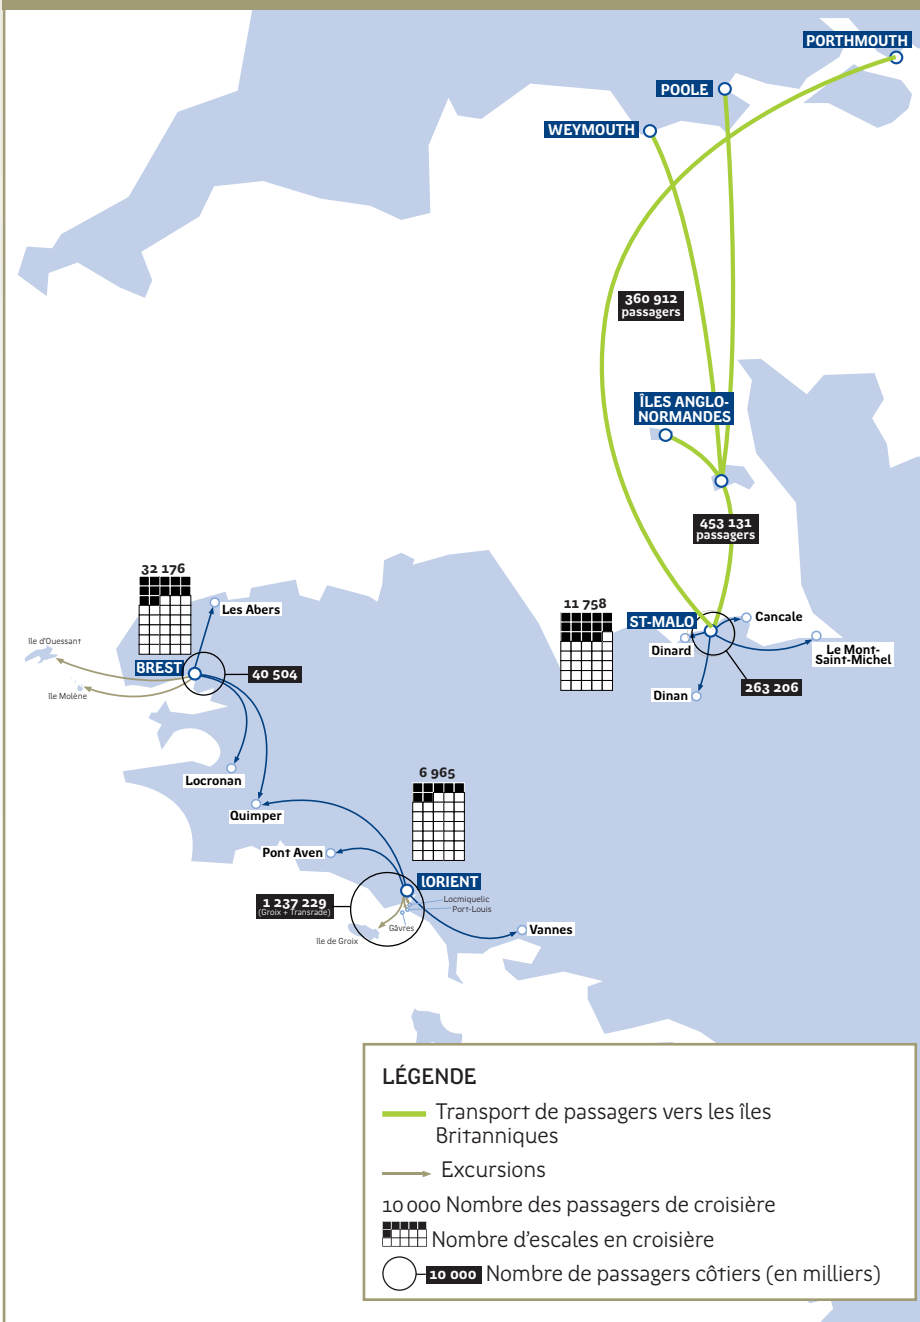 PORTHMOUTH
POOLE
WEYMOUTH
360 912
passagers
ÎLES ANGLO-
NORMANDES
453 131
passagers
32 176
11 758
Les Abers
ST-MALO
Cancale
île d'Ouessant
Dinard
Le Mont-
Saint-Michel
BREST
40 504
île Molène
Dinan
263 206
6 965
Locronan
Quimper
Pont Aven
lORIENT
1 237 229
(Groix + Transrade)
Locmiquelic
Port-Louis
Gâvres
île de Groix
Vannes
LÉGENDE
Transport de passagers vers les îles
Britanniques
Excursions
10 000 Nombre des passagers de croisière
Nombre d'escales en croisière
10 000 Nombre de passagers côtiers (en milliers)